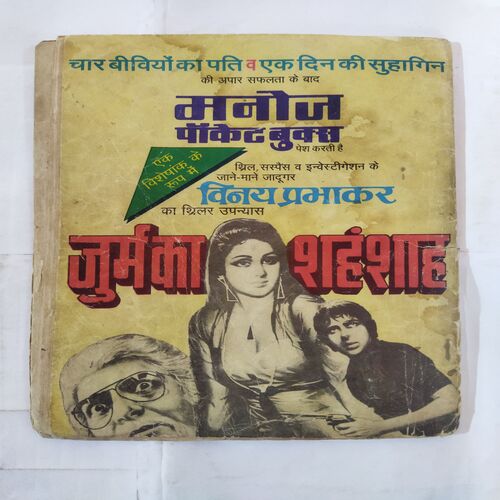 चार बीवियों का पति व एक दिन की सुहागिन
की अपार सफलता के बाद
मनोज
पॉकेट बुक्स
पेश करती है
एक
विशेषांक के
रूप में
थ्रिल, सस्पैंस व इन्वेस्टीगेशन के
जाने-माने जादूगर
विनय प्रभाकर
का थ्रिलर उपन्यास
जुर्म का शहंशाह